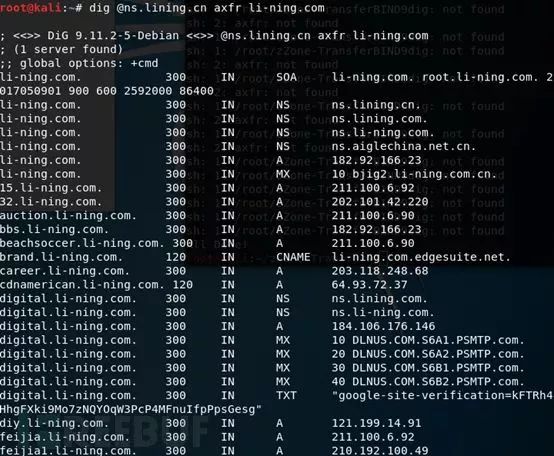 root@kali:~# dig @ns.lining.cn axfr li-ning.com
; <<>> DiG 9.11.2-5-Debian <<>> @ns.lining.cn axfr li-ning.com
; (1 server found)
;; global options: +cmd
li-ning.com. 300 IN SOA li-ning.com. root.li-ning.com. 2
017050901 900 600 2592000 86400
li-ning.com. 300 IN NS ns.lining.cn.
li-ning.com. 300 IN NS ns.lining.com.
li-ning.com. 300 IN NS ns.li-ning.com.
li-ning.com. 300 IN NS ns.aiglechina.net.cn.
li-ning.com. 300 IN A 182.92.166.23
li-ning.com. 300 IN MX 10 bjig2.li-ning.com.cn.
15.li-ning.com. 300 IN A 211.100.6.92
32.li-ning.com. 300 IN A 202.101.42.220
auction.li-ning.com. 300 IN A 211.100.6.90
bbs.li-ning.com. 300 IN A 182.92.166.23
beachsoccer.li-ning.com. 300 IN A 211.100.6.90
brand.li-ning.com. 120 IN CNAME li-ning.com.edgesuite.net.
career.li-ning.com. 300 IN A 203.118.248.68
cdnamerican.li-ning.com. 120 IN A 64.93.72.37
digital.li-ning.com. 300 IN NS ns.lining.com.
digital.li-ning.com. 300 IN NS ns.li-ning.com.
digital.li-ning.com. 300 IN A 184.106.176.146
digital.li-ning.com. 300 IN MX 10 DLNUS.COM.S6A1.PSMTP.com.
digital.li-ning.com. 300 IN MX 20 DLNUS.COM.S6A2.PSMTP.com.
digital.li-ning.com. 300 IN MX 30 DLNUS.COM.S6B1.PSMTP.com.
digital.li-ning.com. 300 IN MX 40 DLNUS.COM.S6B2.PSMTP.com.
digital.li-ning.com. 300 IN TXT "google-site-verification=kFTRh4
HhgFXki9Mo7zNQYOqW3PcP4MFnuIfpPpsGesg"
diy.li-ning.com. 300 IN A 121.199.14.91
feijia.li-ning.com. 300 IN A 211.100.6.92
feijia1.li-ning.com. 300 IN A 210.192.100.49